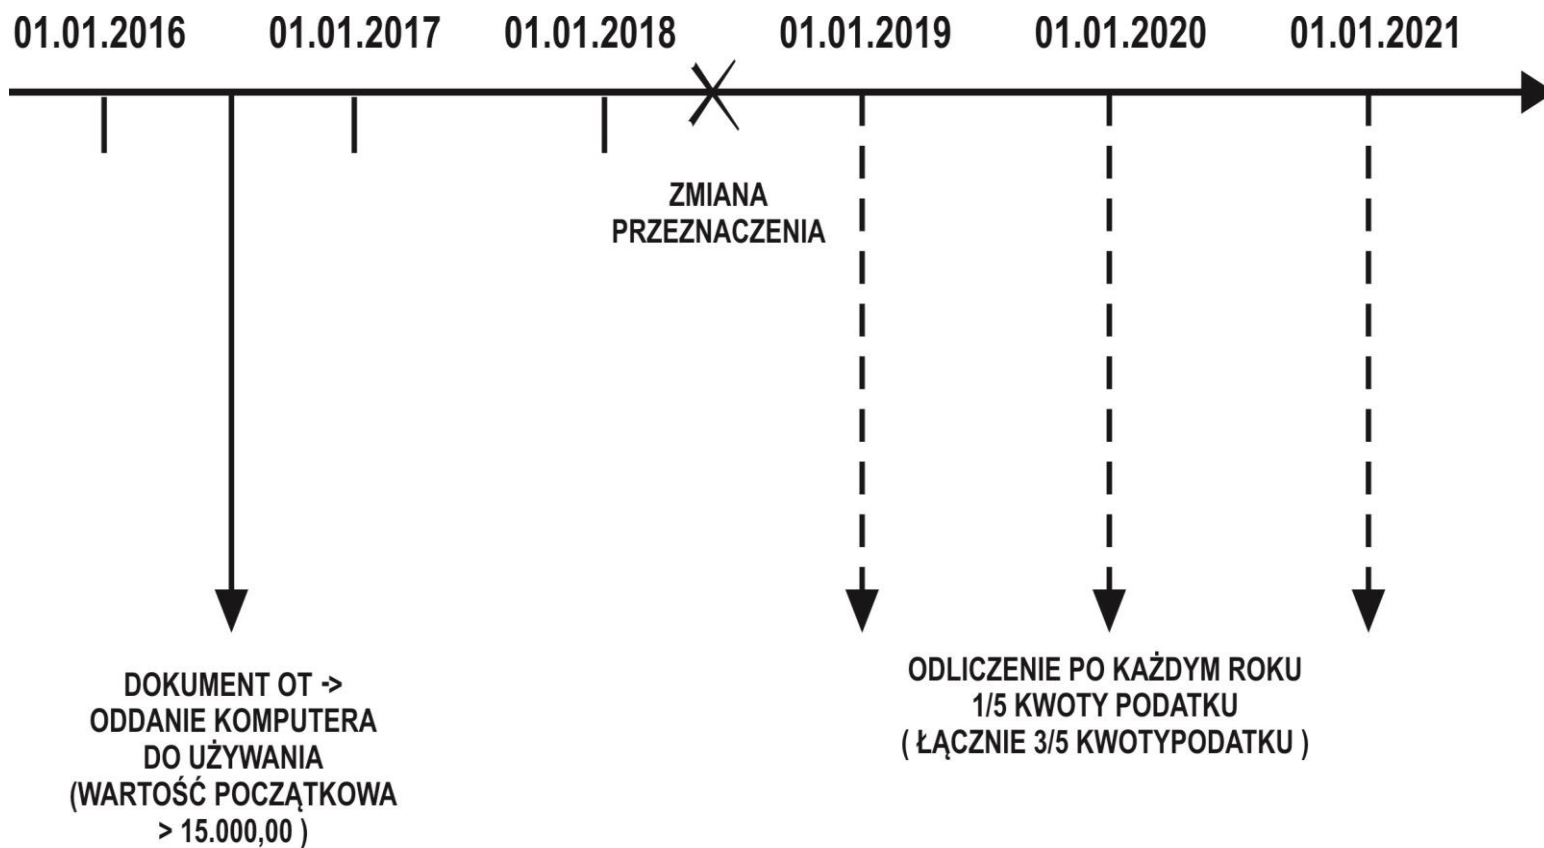 01.01.2016 01.01.2017 01.01.2018 01.01.2019 01.01.2020 01.01.2021
ZMIANA
PRZEZNACZENIA
DOKUMENT OT ->
ODDANIE KOMPUTERA
DO UŻYWANIA
(WARTOŚĆ POCZĄTKOWA
> 15.000,00 )
ODLICZENIE PO KAŻDYM ROKU
1/5 KWOTY PODATKU
( ŁĄCZNIE 3/5 KWOTYPODATKU )